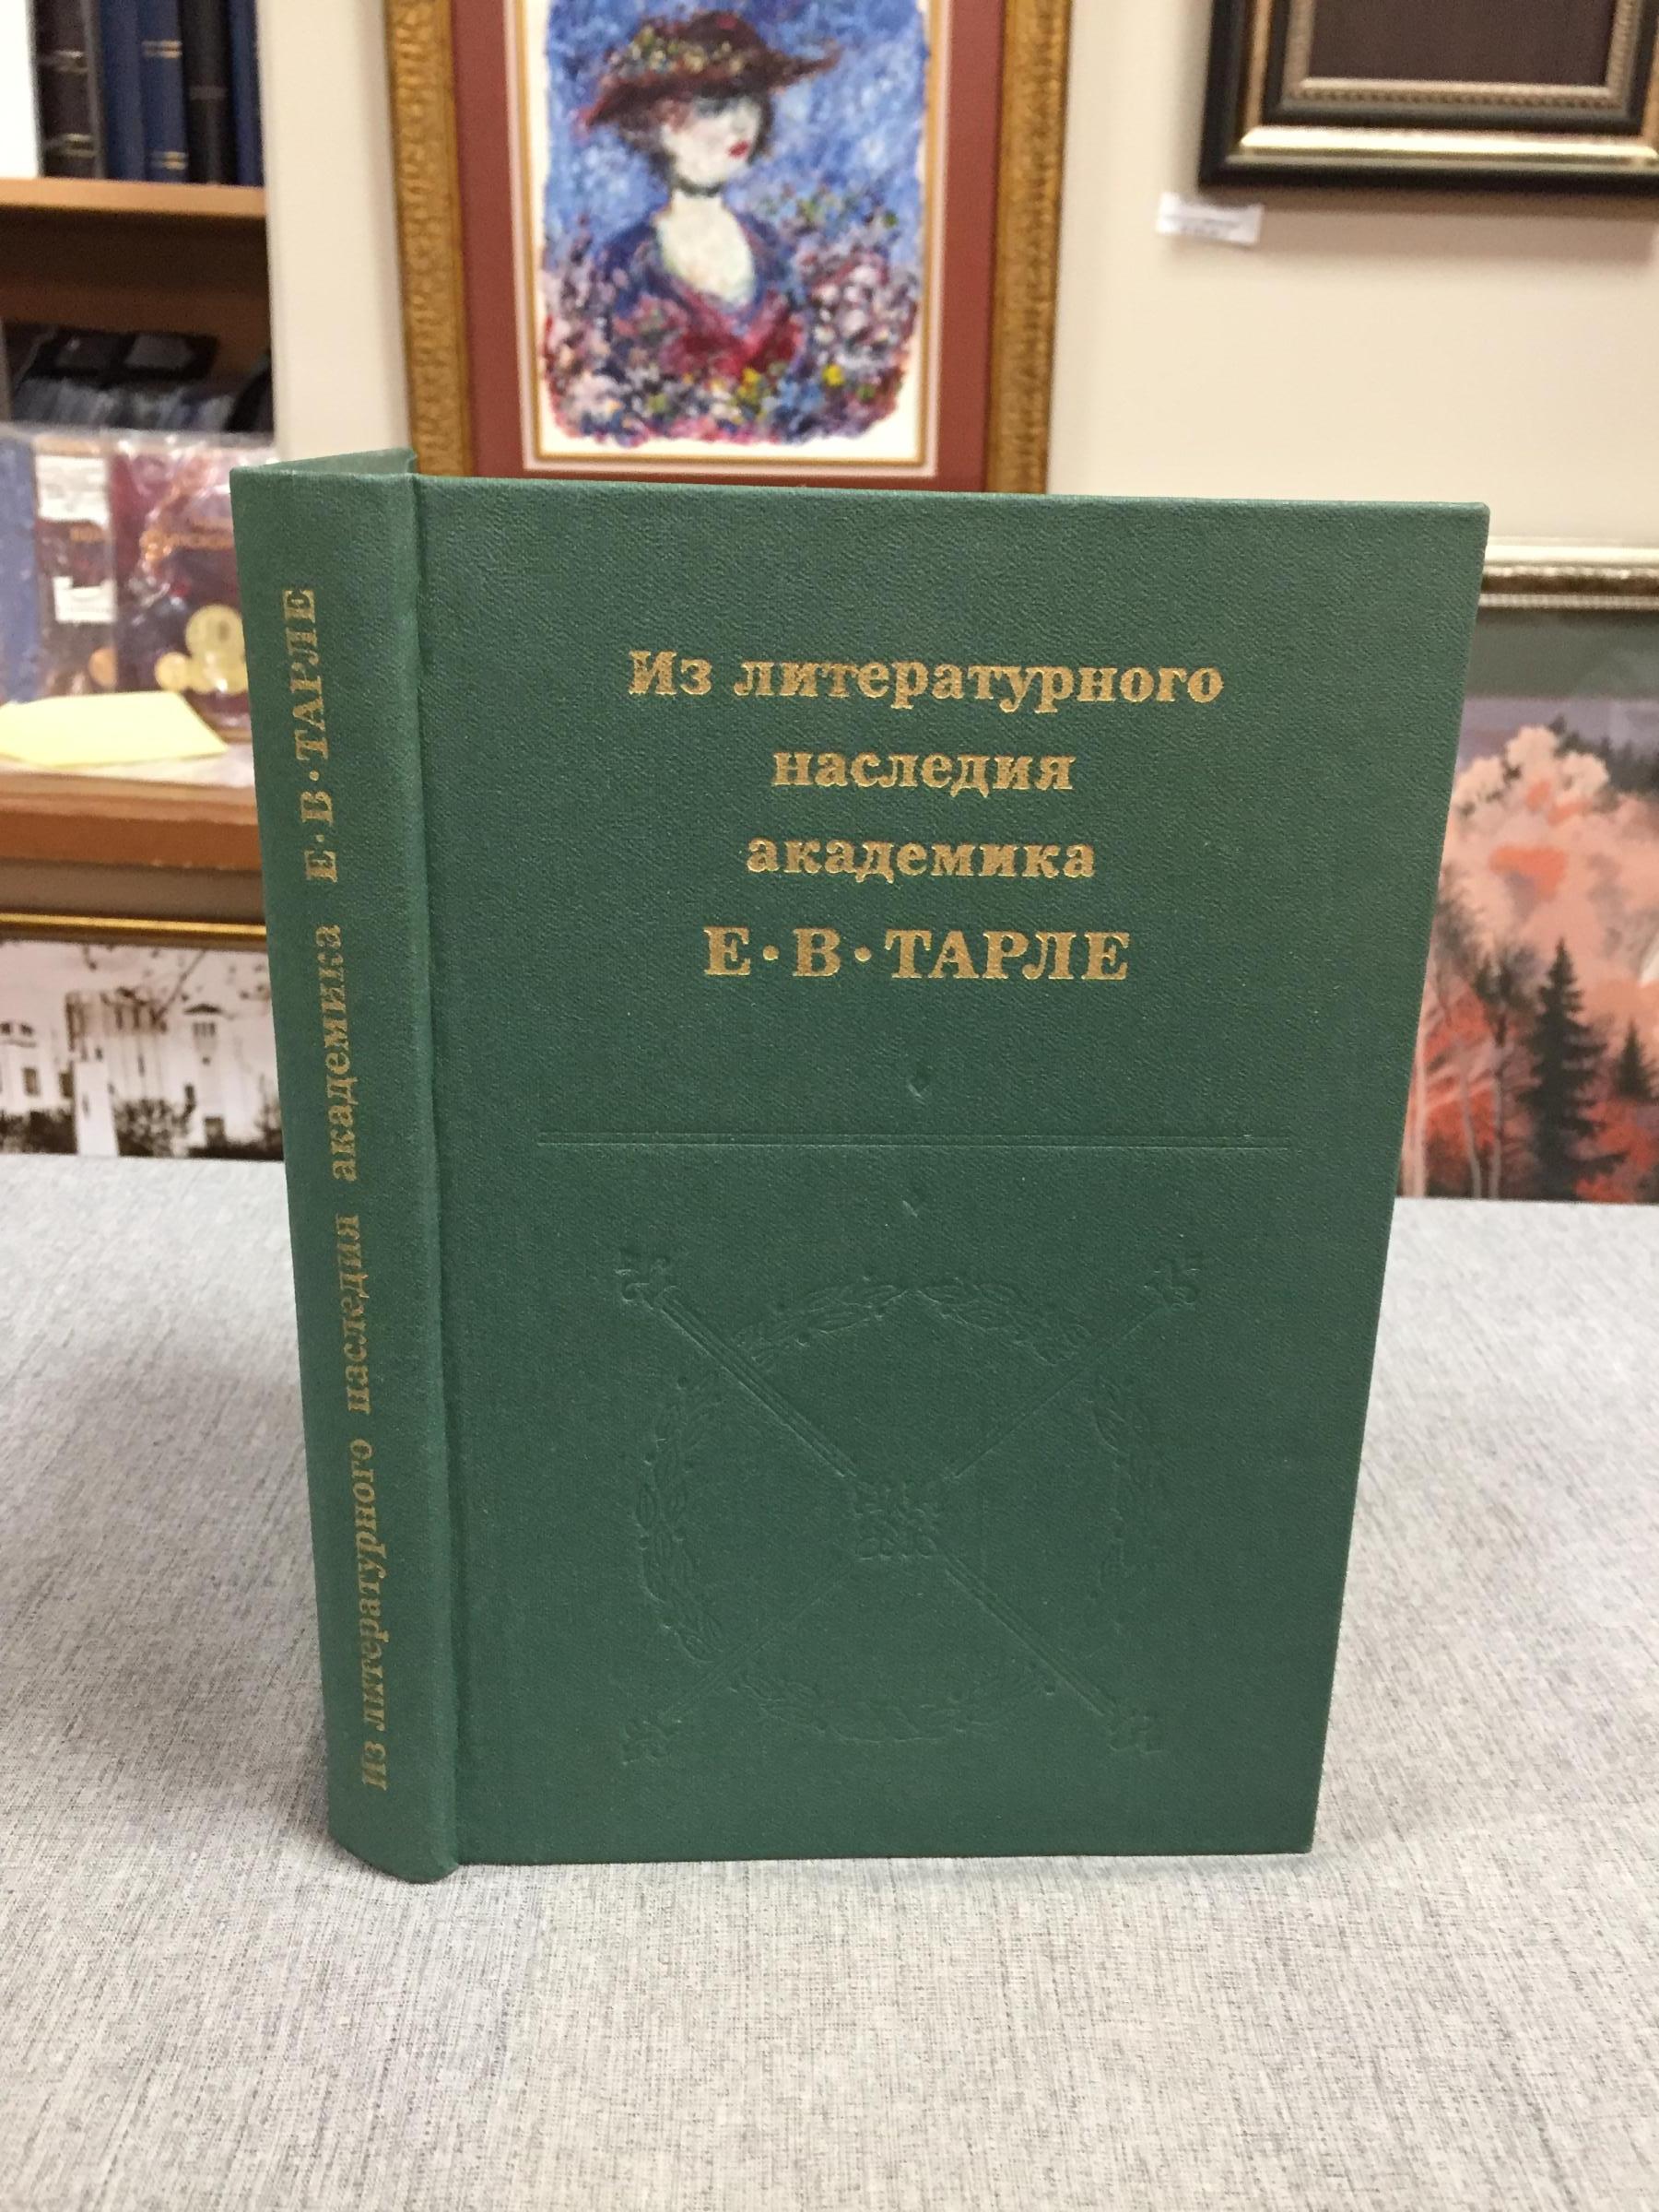 Из литературного
наследия
академика
Е·В·ТАРЛЕ
Из литературного наследия академика Е·В·ТАРЛЕ